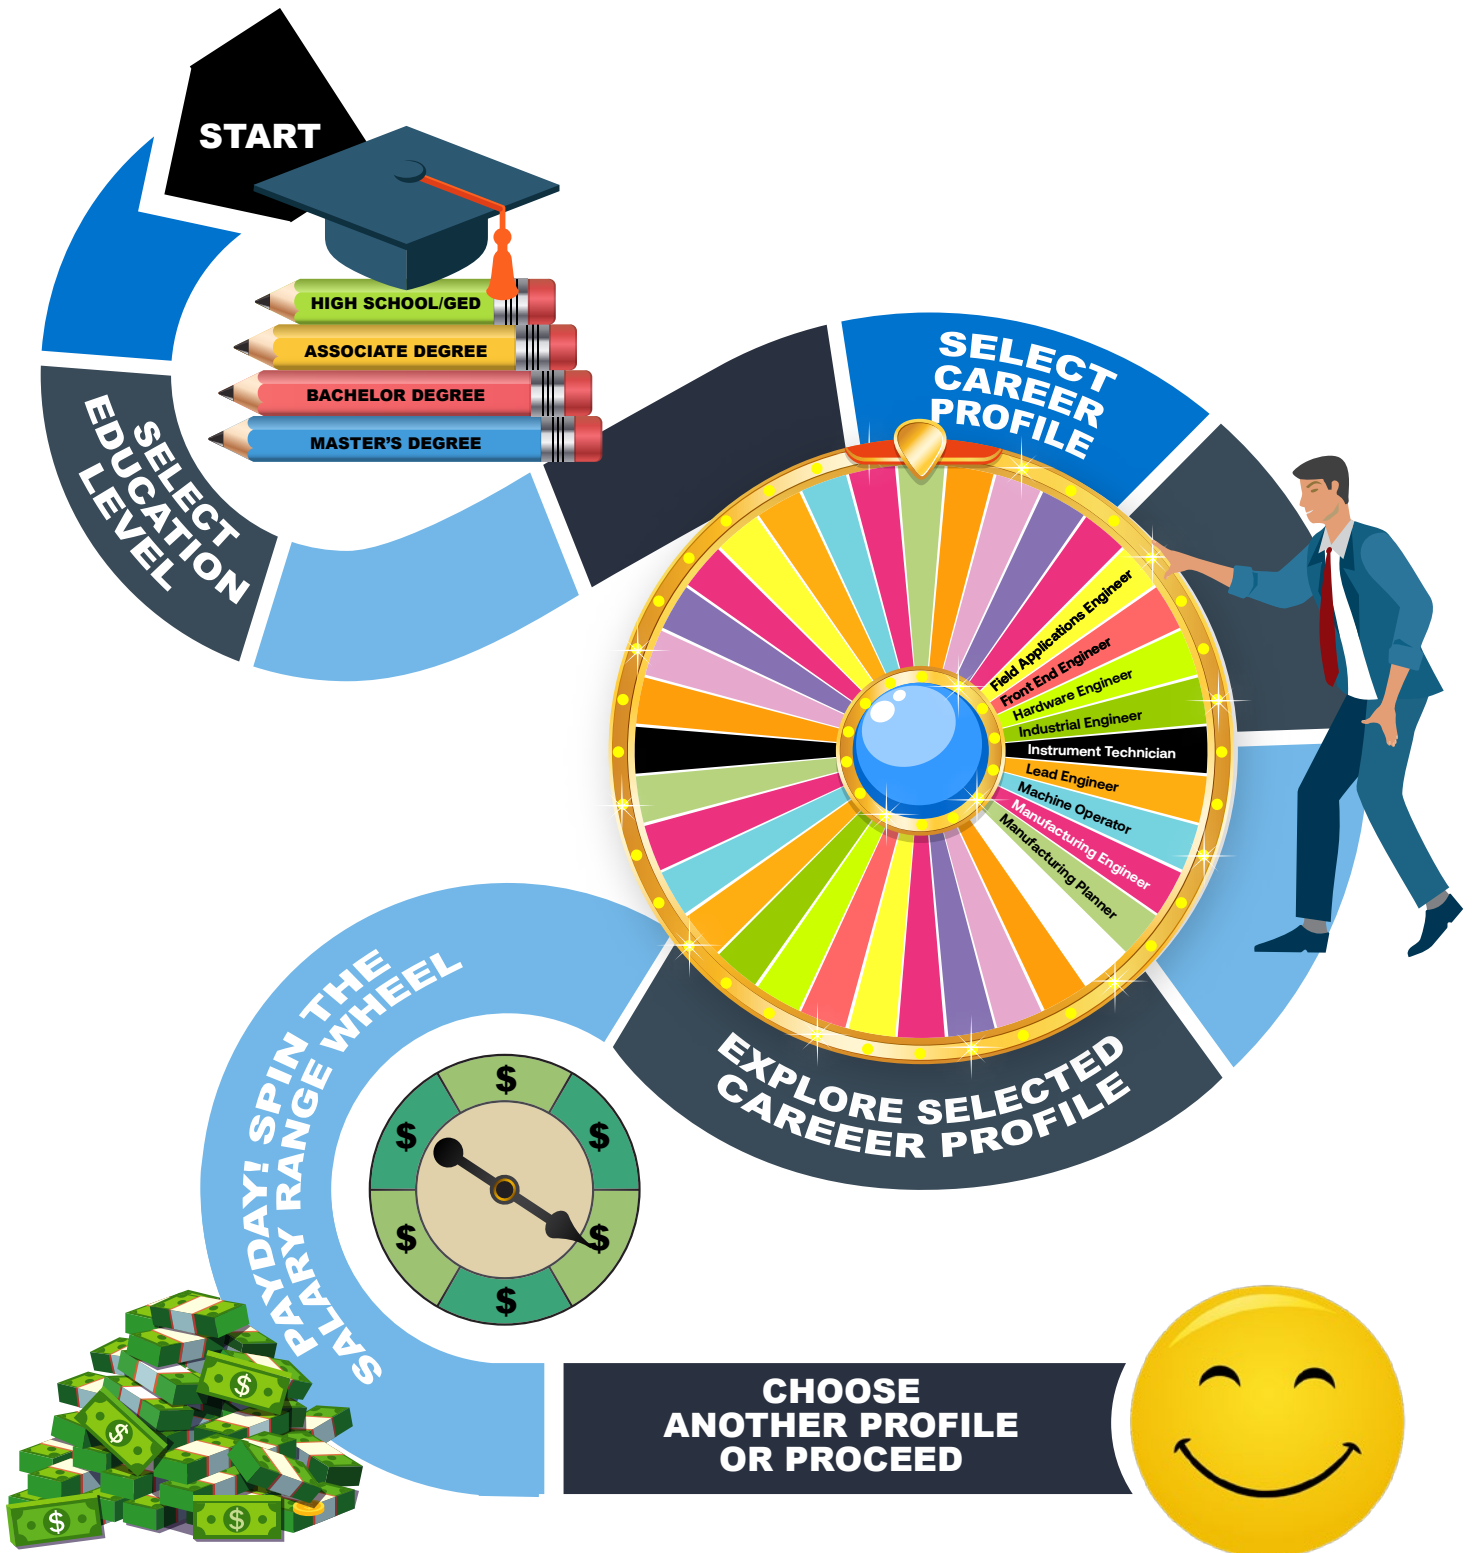 START
HIGH SCHOOL/GED
ASSOCIATE DEGREE
BACHELOR DEGREE
MASTER'S DEGREE
SELECT
EDUCATION
LEVEL
SELECT
CAREER
PROFILE
Field Applications Engineer
Front End Engineer
Hardware Engineer
Industrial Engineer
Instrument Technician
Lead Engineer
Machine Operator
Manufacturing Engineer
Manufacturing Planner
EXPLORE SELECTED
CAREEER PROFILE
PAYDAY! SPIN THE
SALARY RANGE WHEEL
$
$
$
$
$
$
$
$
$
$
CHOOSE
ANOTHER PROFILE
OR PROCEED